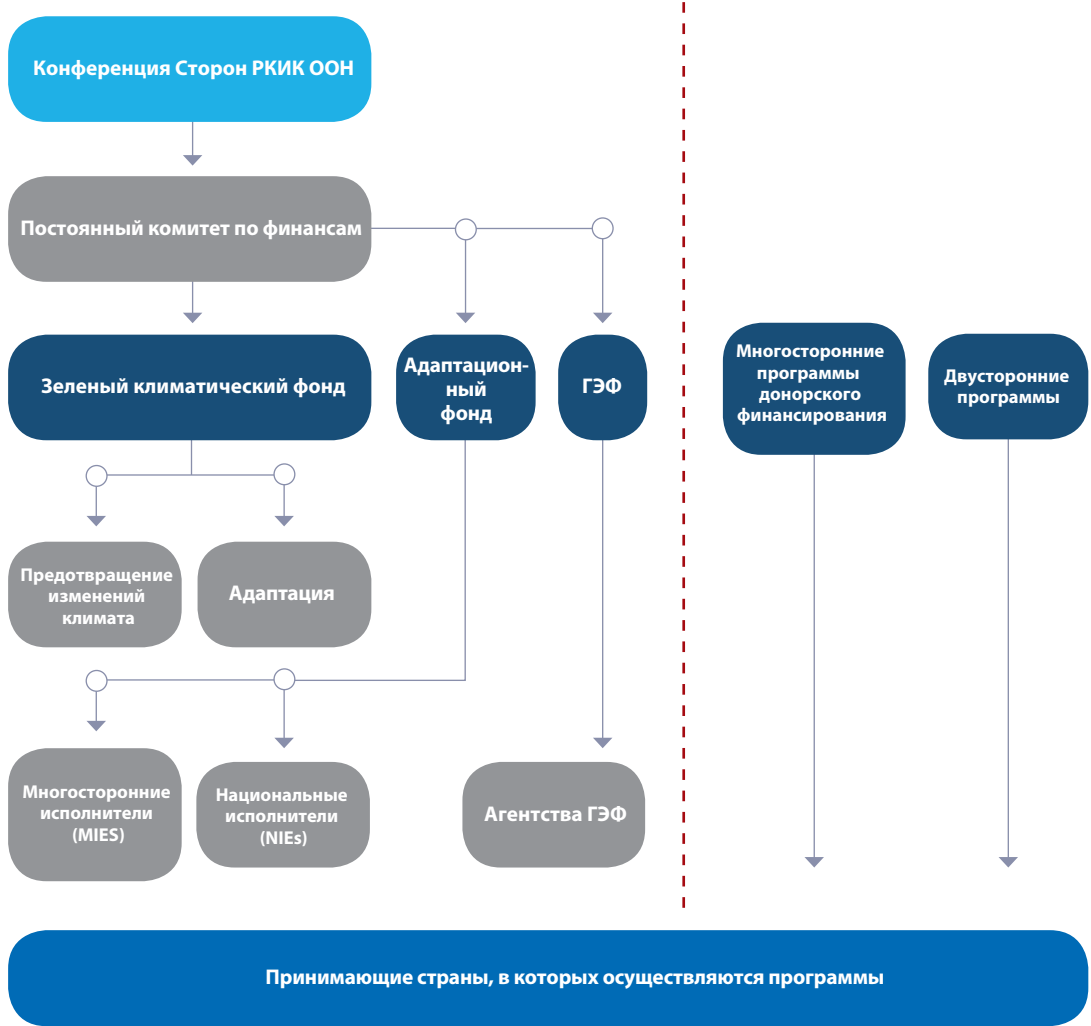 Конференция Сторон РКИК ООН
Постоянный комитет по финансам
Зеленый климатический фонд
Адаптацион-
ный
фонд
ГЭФ
Многосторонние
программы
донорского
финансирования
Двусторонние
программы
Предотвращение
изменений
климата
Адаптация
Многосторонние
исполнители
(MIES)
Национальные
исполнители
(NIEs)
Агентства ГЭФ
Принимающие страны, в которых осуществляются программы